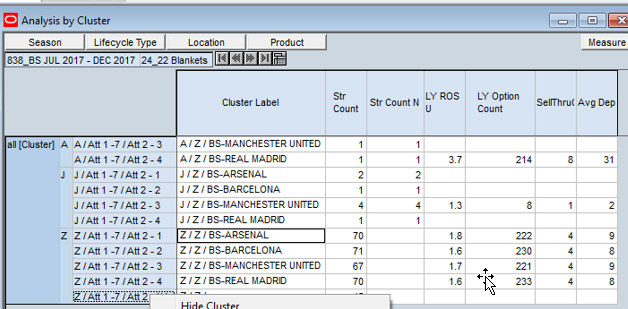 Analysis by Cluster
Season Lifecycle Type Location Product Measure
838_BS JUL 2017 - DEC 2017 24_22 Blankets
Cluster Label Str Count Str Count N LY ROS U LY Option Count SellThru Avg Dep
all [Cluster] A A / Att 1 -7 / Att 2 - 3 A / Z / BS-MANCHESTER UNITED 1 1
A / Att 1 -7 / Att 2 - 4 A / Z / BS-REAL MADRID 1 1 3.7 214 8 31
J J / Att 1 -7 / Att 2 - 1 J / Z / BS-ARSENAL 2 2
J / Att 1 -7 / Att 2 - 2 J / Z / BS-BARCELONA 1 1
J / Att 1 -7 / Att 2 - 3 J / Z / BS-MANCHESTER UNITED 4 4 1.3 8 1 2
J / Att 1 -7 / Att 2 - 4 J / Z / BS-REAL MADRID 1 1
Z Z / Att 1 -7 / Att 2 - 1 Z / Z / BS-ARSENAL 70 1.8 222 4 9
Z / Att 1 -7 / Att 2 - 2 Z / Z / BS-BARCELONA 71 1.6 230 4 8
Z / Att 1 -7 / Att 2 - 3 Z / Z / BS-MANCHESTER UNITED 67 1.7 221 4 9
Z / Att 1 -7 / Att 2 - 4 Z / Z / BS-REAL MADRID 70 1.6 233 4 8
Z / Att 1 -7 / Att 2
Hide Cluster